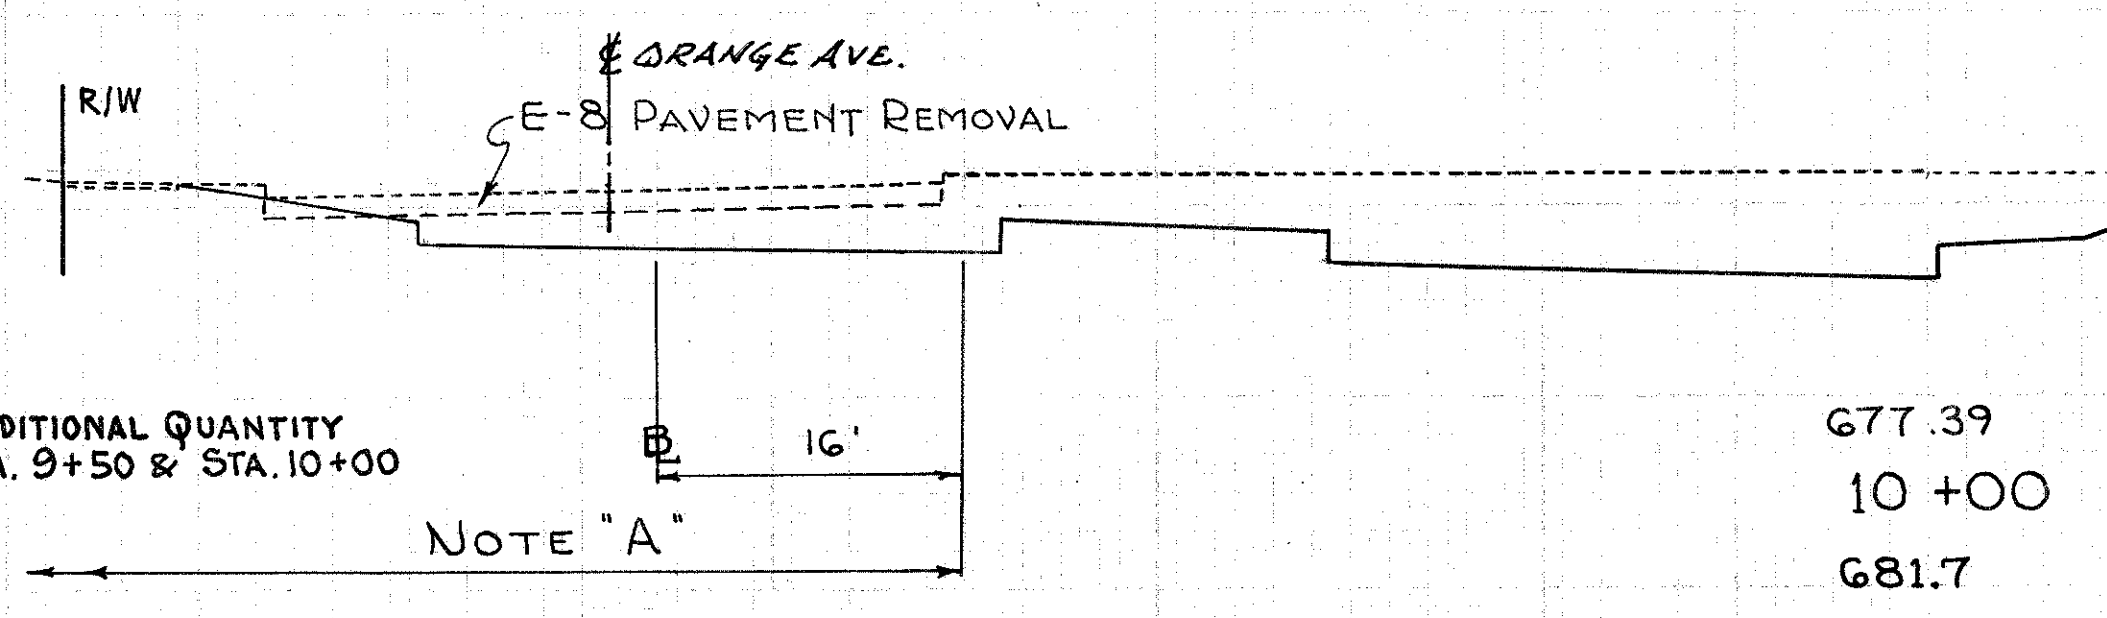 ℄ ORANGE AVE.
R/W
E-8 PAVEMENT REMOVAL
DITIONAL QUANTITY
. 9+50 & STA. 10+00
BL 16'
NOTE "A"
677.39
10+00
681.7